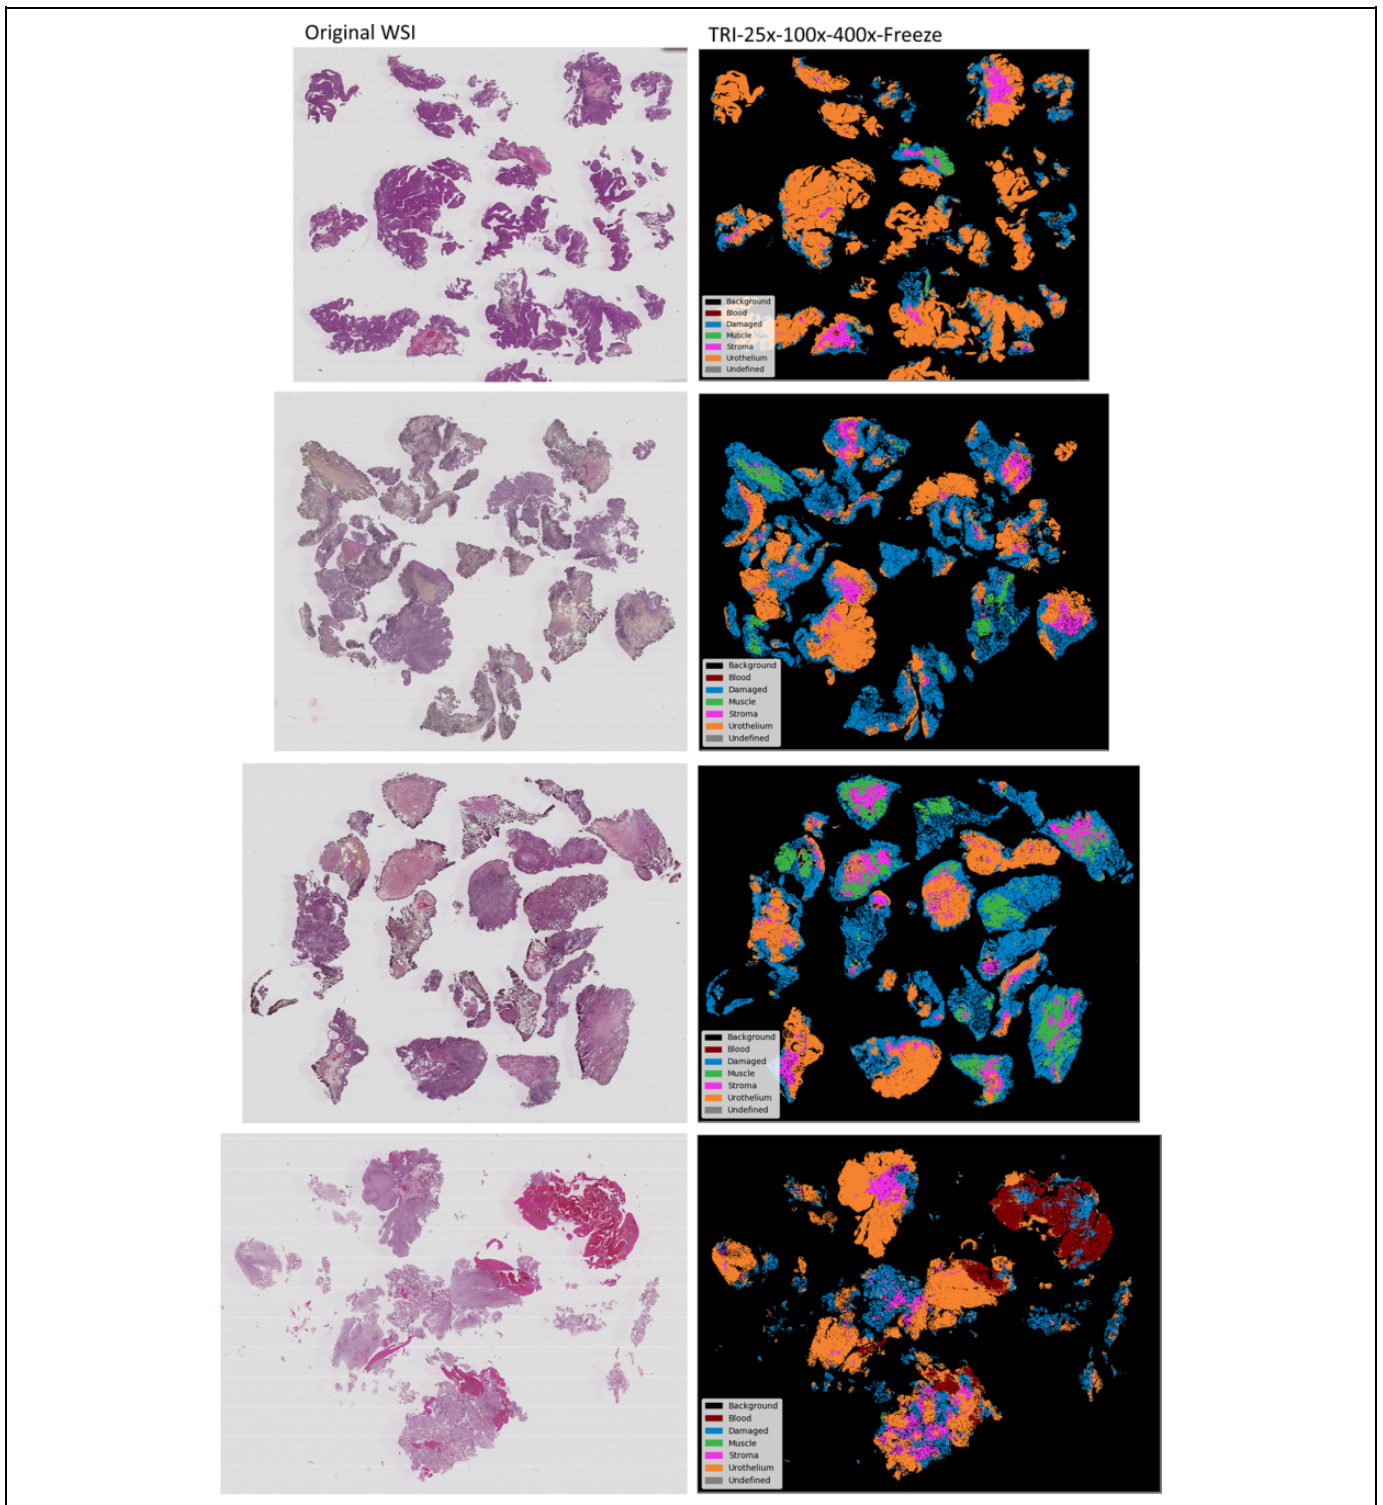 Original WSI
TRI-25x-100x-400x-Freeze
Background
Blood
Damaged
Muscle
Stroma
Urothelium
Undefined
Background
Blood
Damaged
Muscle
Stroma
Urothelium
Undefined
Background
Blood
Damaged
Muscle
Stroma
Urothelium
Undefined
Background
Blood
Damaged
Muscle
Stroma
Urothelium
Undefined